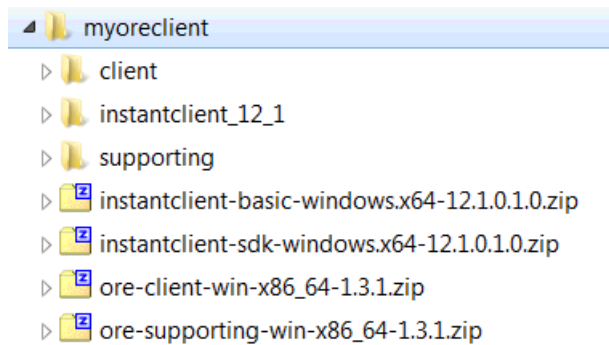 myoreclient
client
instantclient_12_1
supporting
instantclient-basic-windows.x64-12.1.0.1.0.zip
instantclient-sdk-windows.x64-12.1.0.1.0.zip
ore-client-win-x86_64-1.3.1.zip
ore-supporting-win-x86_64-1.3.1.zip